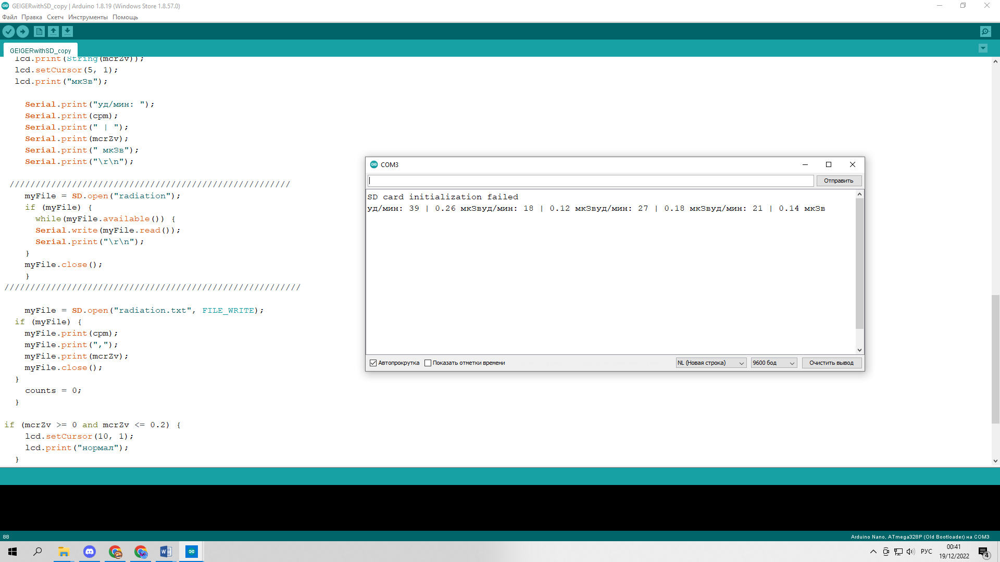 GEIGERwithSD_copy | Arduino 1.8.19 (Windows Store 1.8.57.0)
Файл Правка Скетч Инструменты Помощь
GEIGERwithSD_copy
lcd.print(String(mcrZv));
lcd.setCursor(5, 1);
lcd.print("мкЗв");
Serial.print("уд/мин: ");
Serial.print(cpm);
Serial.print(" | ");
Serial.print(mcrZv);
Serial.print(" мкЗв");
Serial.print("\r\n");
//////////////////////////////////////////////////////
myFile = SD.open("radiation");
if (myFile) {
while(myFile.available()) {
Serial.write(myFile.read());
Serial.print("\r\n");
}
myFile.close();
}
/////////////////////////////////////////////////////////
myFile = SD.open("radiation.txt", FILE_WRITE);
if (myFile) {
myFile.print(cpm);
myFile.print(",");
myFile.print(mcrZv);
myFile.close();
}
counts = 0;
}
if (mcrZv >= 0 and mcrZv <= 0.2) {
lcd.setCursor(10, 1);
lcd.print("нормал");
}
COM3
Отправить
SD card initialization failed
уд/мин: 39 | 0.26 мкЗвуд/мин: 18 | 0.12 мкЗвуд/мин: 27 | 0.18 мкЗвуд/мин: 21 | 0.14 мкЗв
Автопрокрутка Показать отметки времени NL (Новая строка) 9600 бод Очистить вывод
88 Arduino Nano, ATmega328P (Old Bootloader) на COM3
РУС
00:41
19/12/2022
4